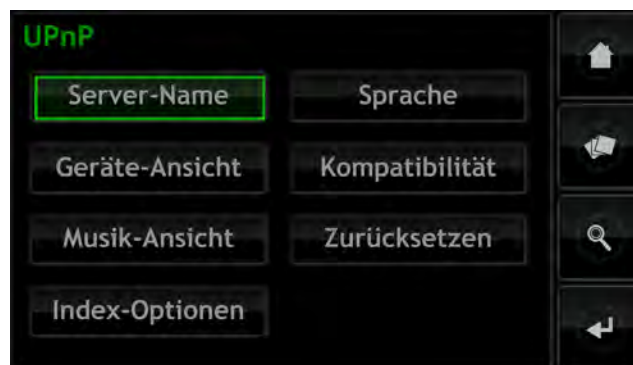 UPnP
Server-Name
Sprache
Geräte-Ansicht
Kompatibilität
Musik-Ansicht
Zurücksetzen
Index-Optionen